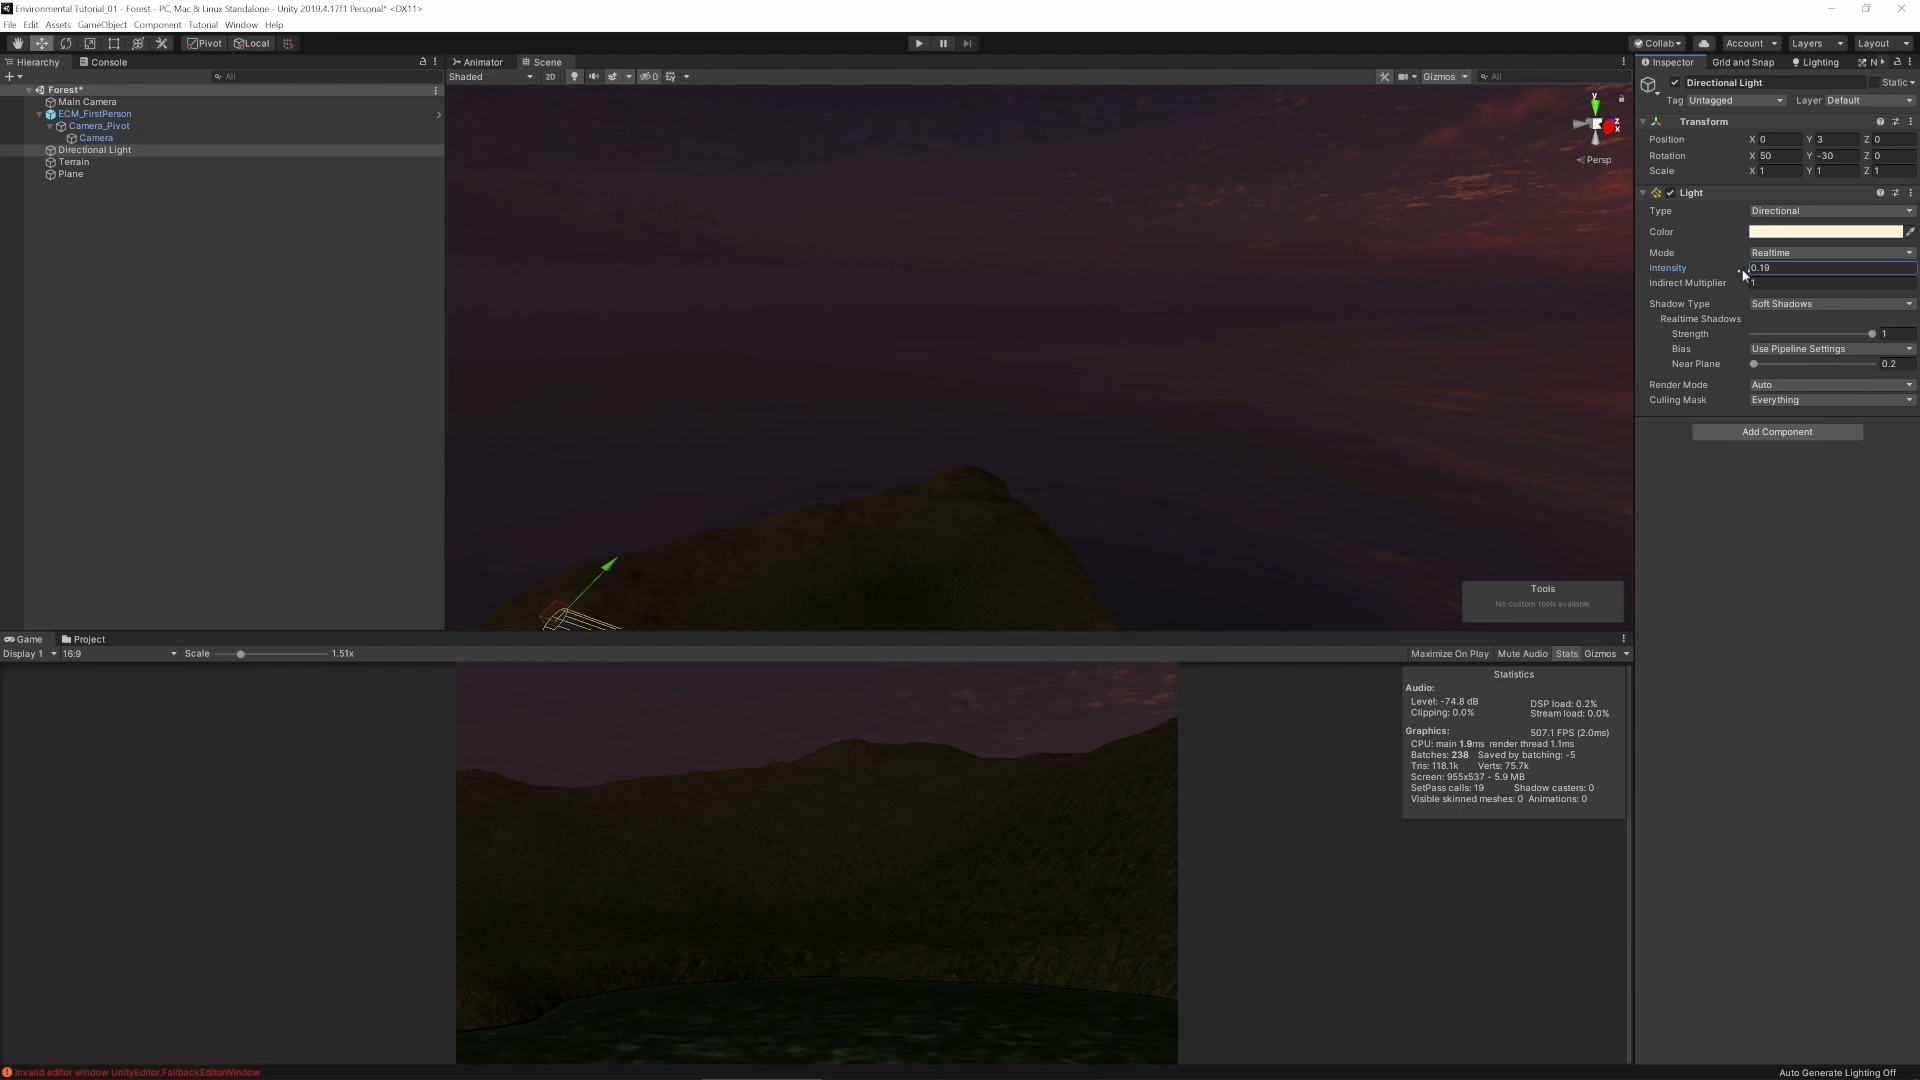 Environmental Tutorial_01 - Forest - PC, Mac & Linux Standalone - Unity 2019.4.17f1 Personal* <DX11>
File Edit Assets GameObject Component Tutorial Window Help
Pivot Local Collab Account Layers Layout
Hierarchy Console Animator Scene Inspector Grid and Snap Lighting N
All Shaded 2D 0 Gizmos All
Forest*
Main Camera
ECM_FirstPerson
Camera_Pivot
Camera
Directional Light
Terrain
Plane
y
z
x
Persp
Tools
No custom tools available
Directional Light Static
Tag Untagged Layer Default
Transform
Position X 0 Y 3 Z 0
Rotation X 50 Y -30 Z 0
Scale X 1 Y 1 Z 1
Light
Type Directional
Color
Mode Realtime
Intensity 0.19
Indirect Multiplier 1
Shadow Type Soft Shadows
Realtime Shadows
Strength 1
Bias Use Pipeline Settings
Near Plane 0.2
Render Mode Auto
Culling Mask Everything
Add Component
Game Project
Display 1 16:9 Scale 1.51x Maximize On Play Mute Audio Stats Gizmos
Statistics
Audio:
Level: -74.8 dB DSP load: 0.2%
Clipping: 0.0% Stream load: 0.0%
Graphics: 507.1 FPS (2.0ms)
CPU: main 1.9ms render thread 1.1ms
Batches: 238 Saved by batching: -5
Tris: 118.1k Verts: 75.7k
Screen: 955x537 - 5.9 MB
SetPass calls: 19 Shadow casters: 0
Visible skinned meshes: 0 Animations: 0
Invalid editor window UnityEditor.FallbackEditorWindow
Auto Generate Lighting Off